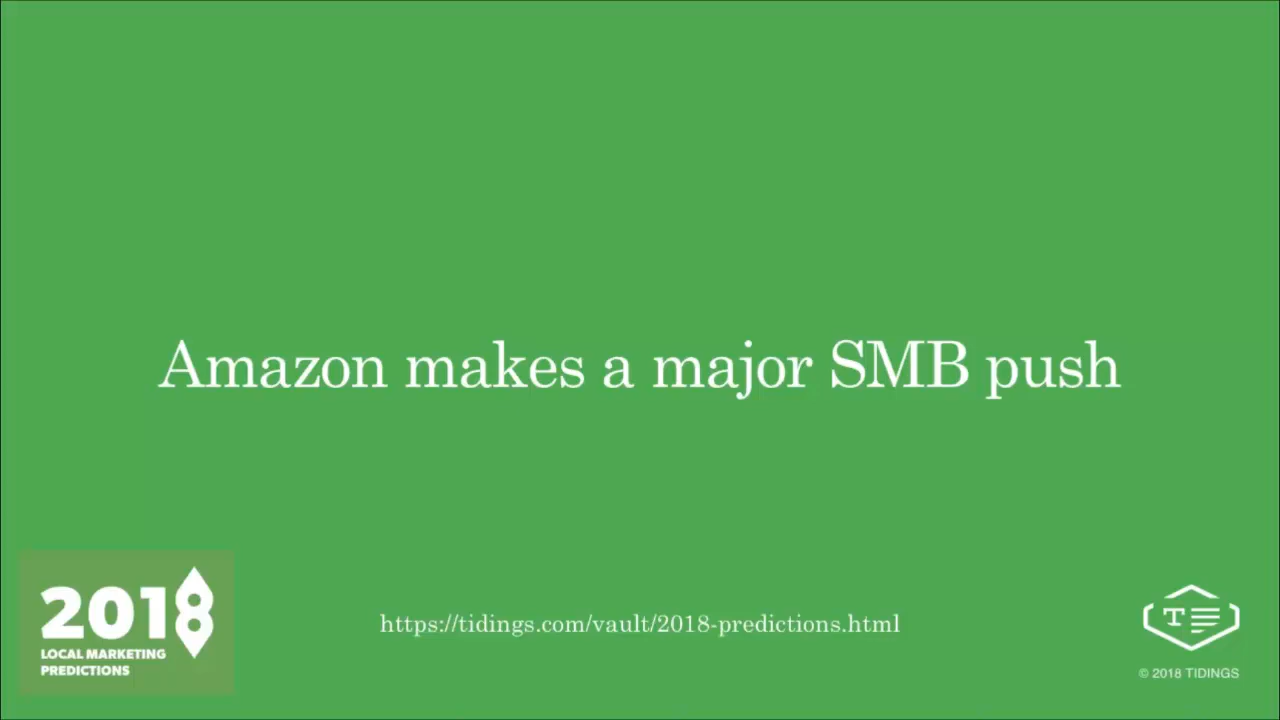 Amazon makes a major SMB push
2018
LOCAL MARKETING
PREDICTIONS
https://tidings.com/vault/2018-predictions.html
T
© 2018 TIDINGS